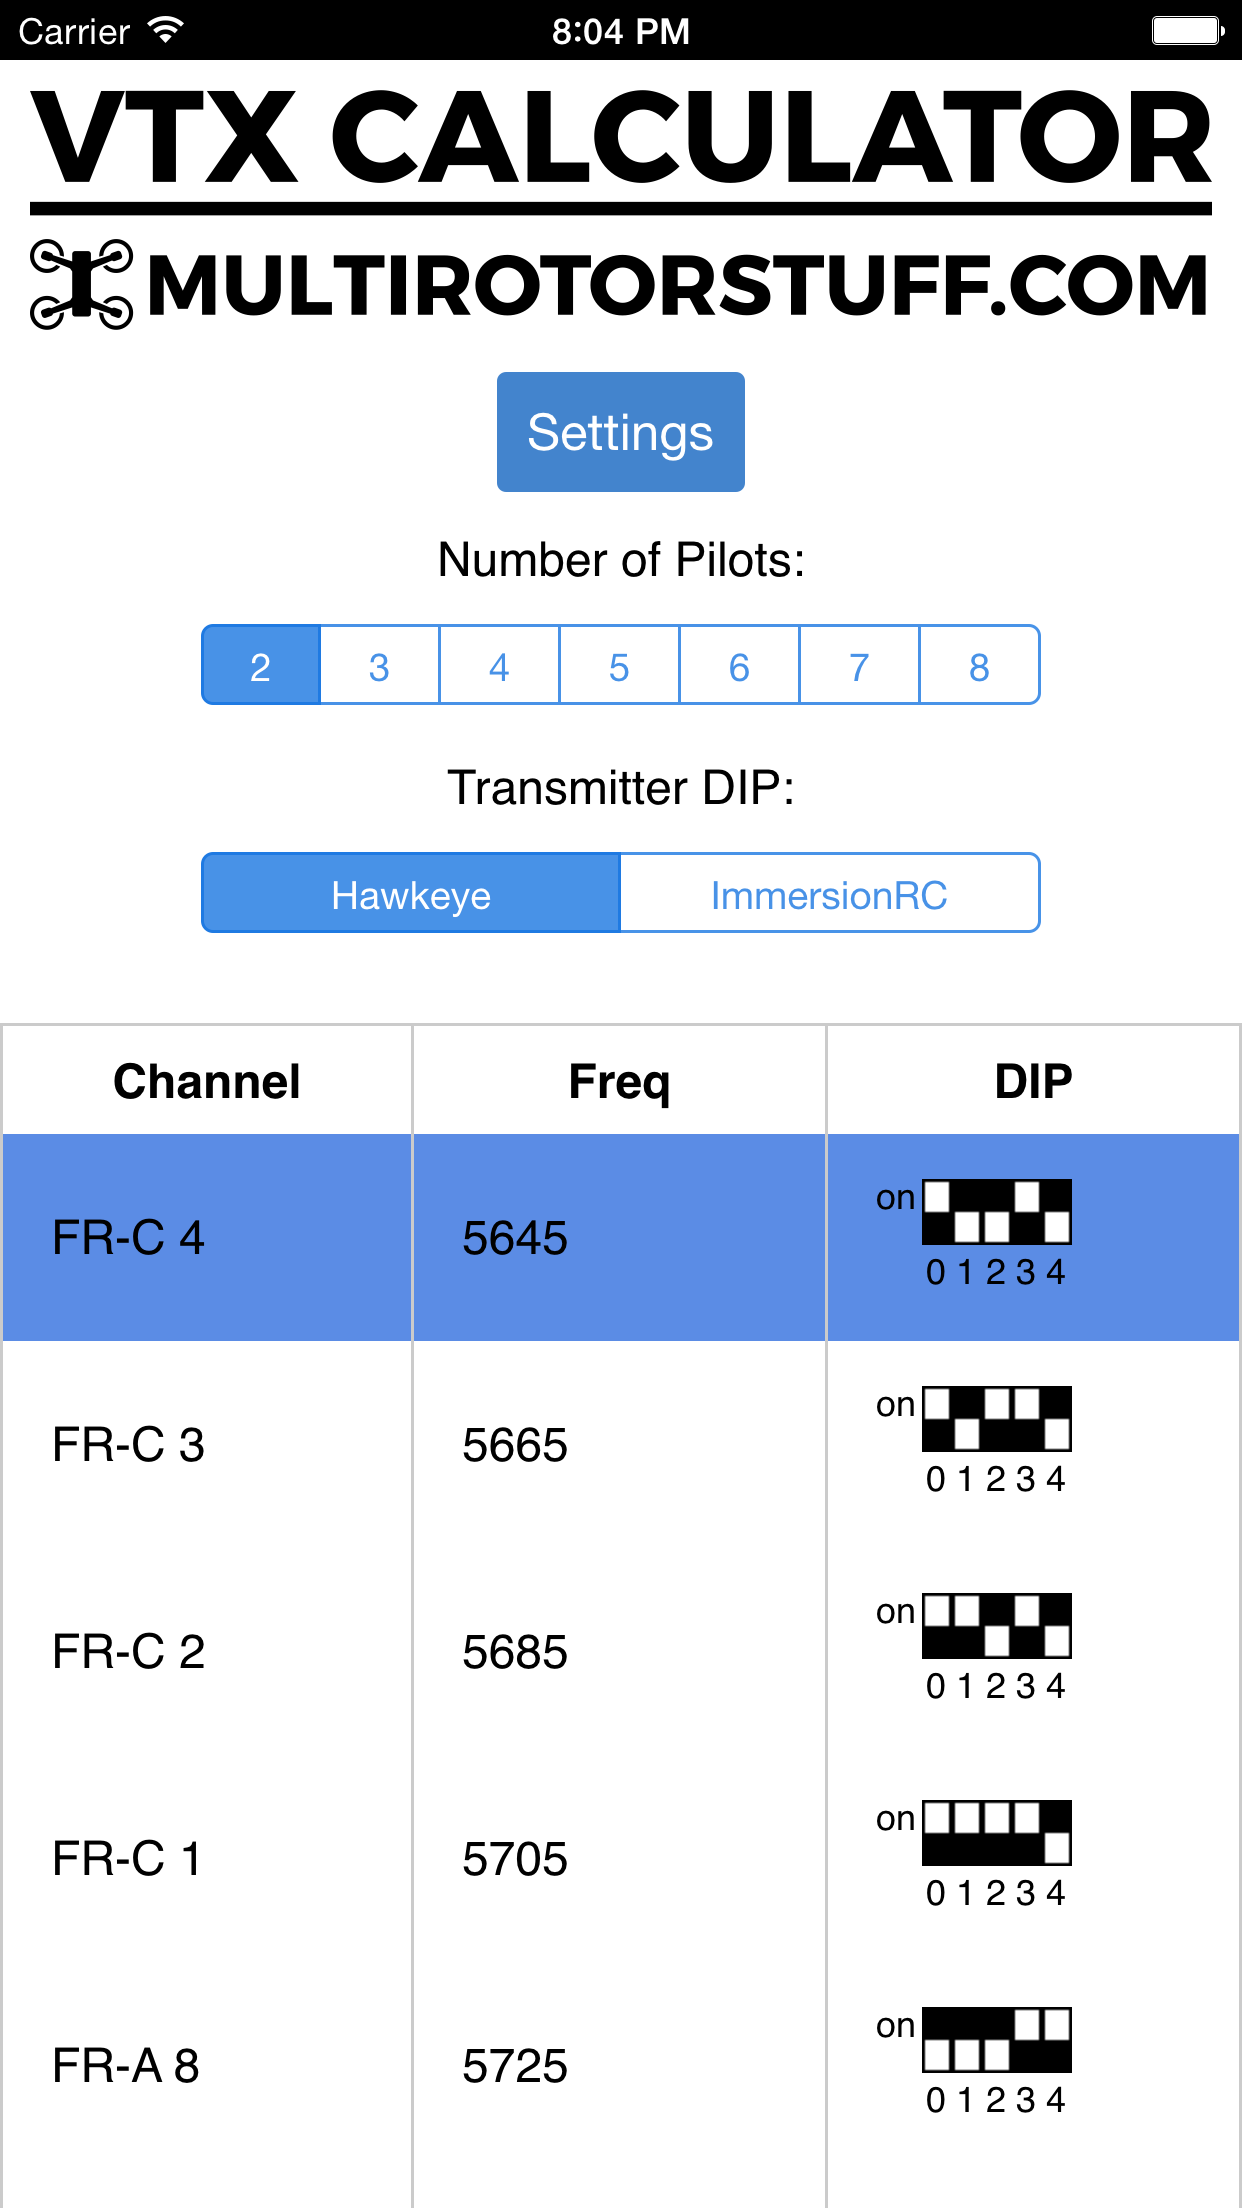 Carrier 8:04 PM
VTX CALCULATOR
MULTIROTORSTUFF.COM
Settings
Number of Pilots:
2 3 4 5 6 7 8
Transmitter DIP:
Hawkeye ImmersionRC
Channel Freq DIP
on
FR-C 4 5645
0 1 2 3 4
on
FR-C 3 5665
0 1 2 3 4
on
FR-C 2 5685
0 1 2 3 4
on
FR-C 1 5705
0 1 2 3 4
on
FR-A 8 5725
0 1 2 3 4